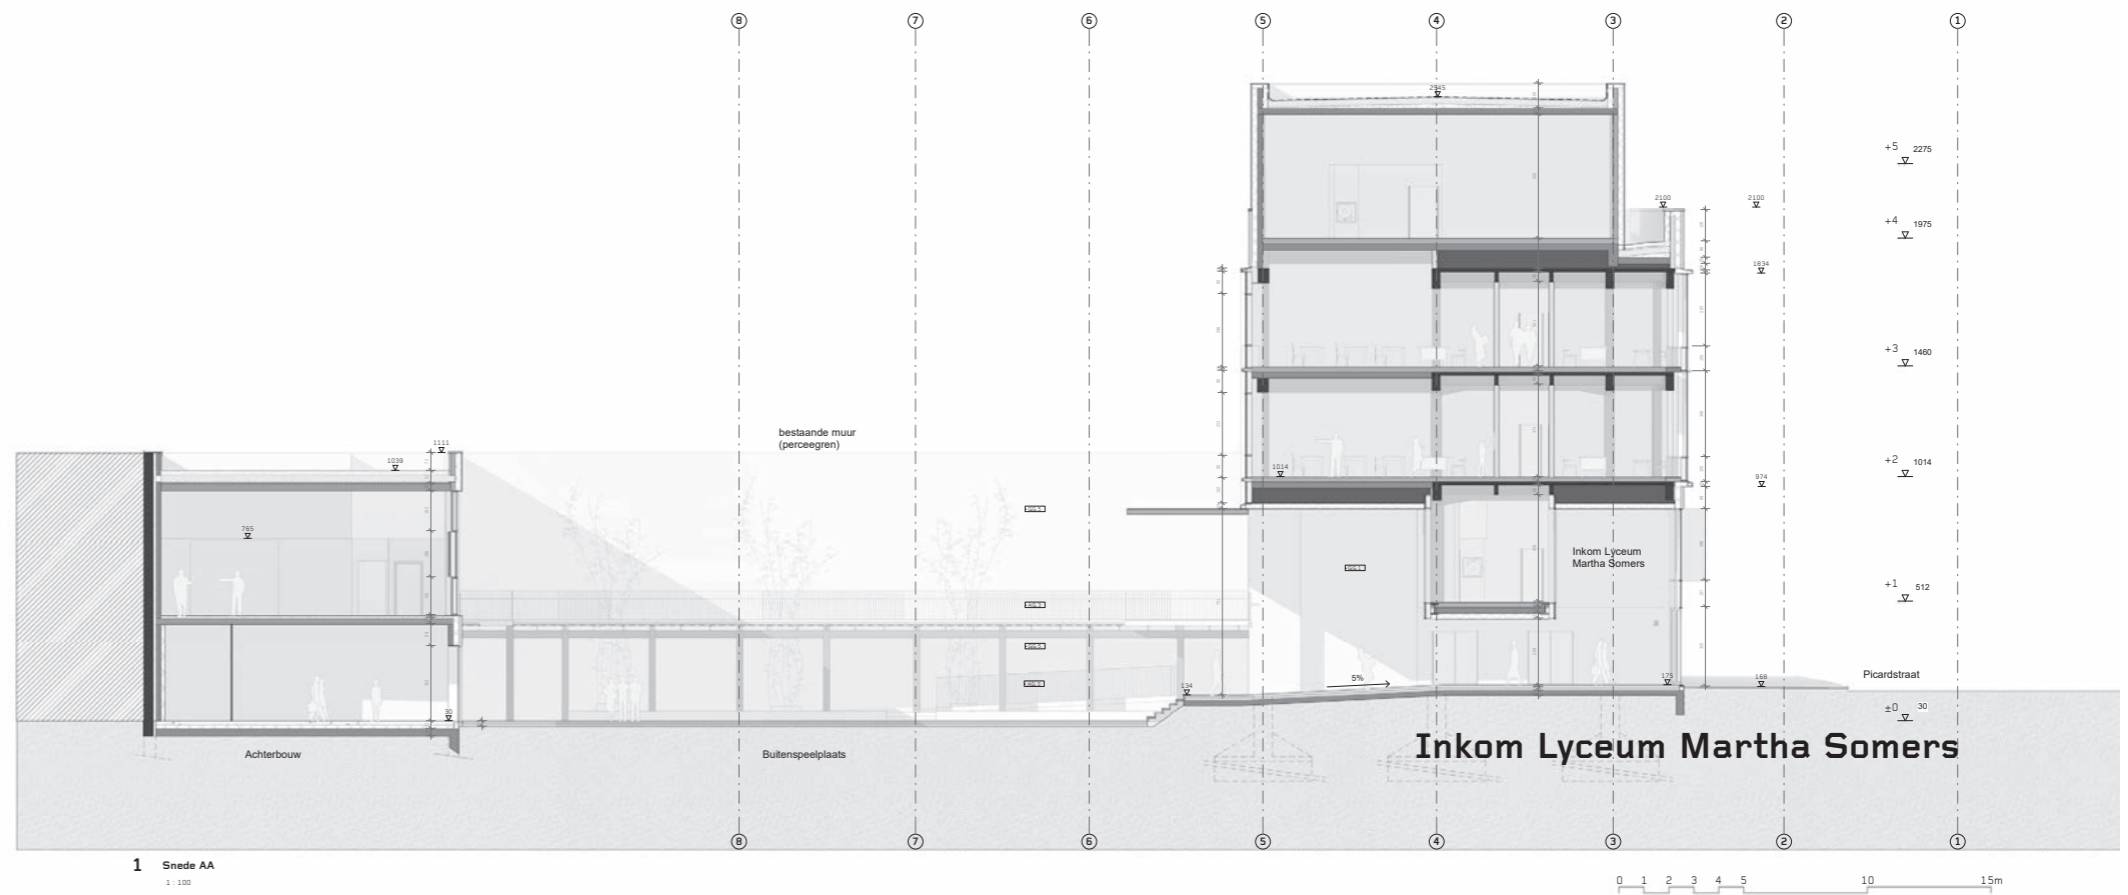 8 7 6 5 4 3 2 1
2545
+5 2275
2100 2100
+4 1975
1834
+3 1460
bestaande muur
(perceegren)
1111
1039
1014
+2 1014
974
765
Inkom Lyceum
Martha Somers
+1 512
5%
134
175
168
Picardstraat
30
±0 30
Achterbouw
Buitenspeelplaats
Inkom Lyceum Martha Somers
8 7 6 5 4 3 2 1
1 Snede AA
1 : 100
0 1 2 3 4 5 10 15m